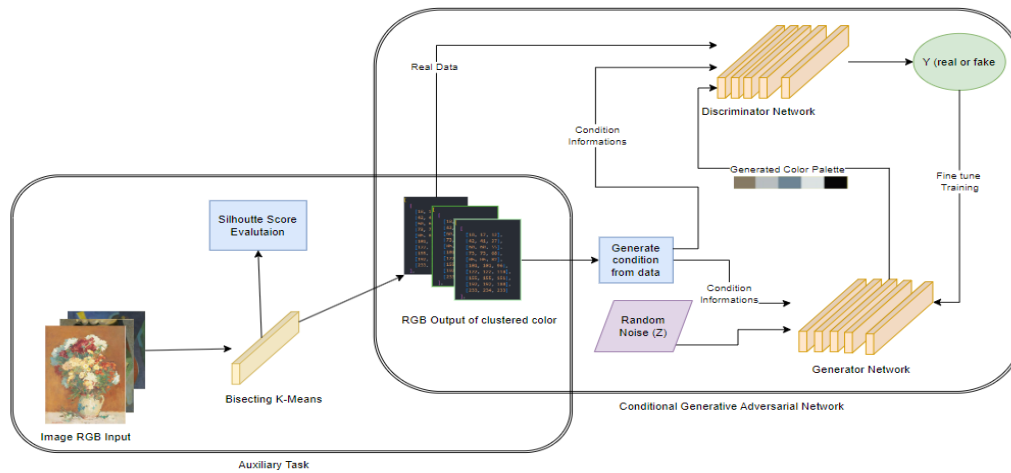 Real Data
Y (real or fake
Discriminator Network
Condition
Informations
Generated Color Palette
Fine tune
Training
Silhoutte Score
Evalutaion
Generate
condition
from data
Condition
Informations
RGB Output of clustered color
Random
Noise (Z)
Generator Network
Bisecting K-Means
Conditional Generative Adversarial Network
Image RGB Input
Auxiliary Task